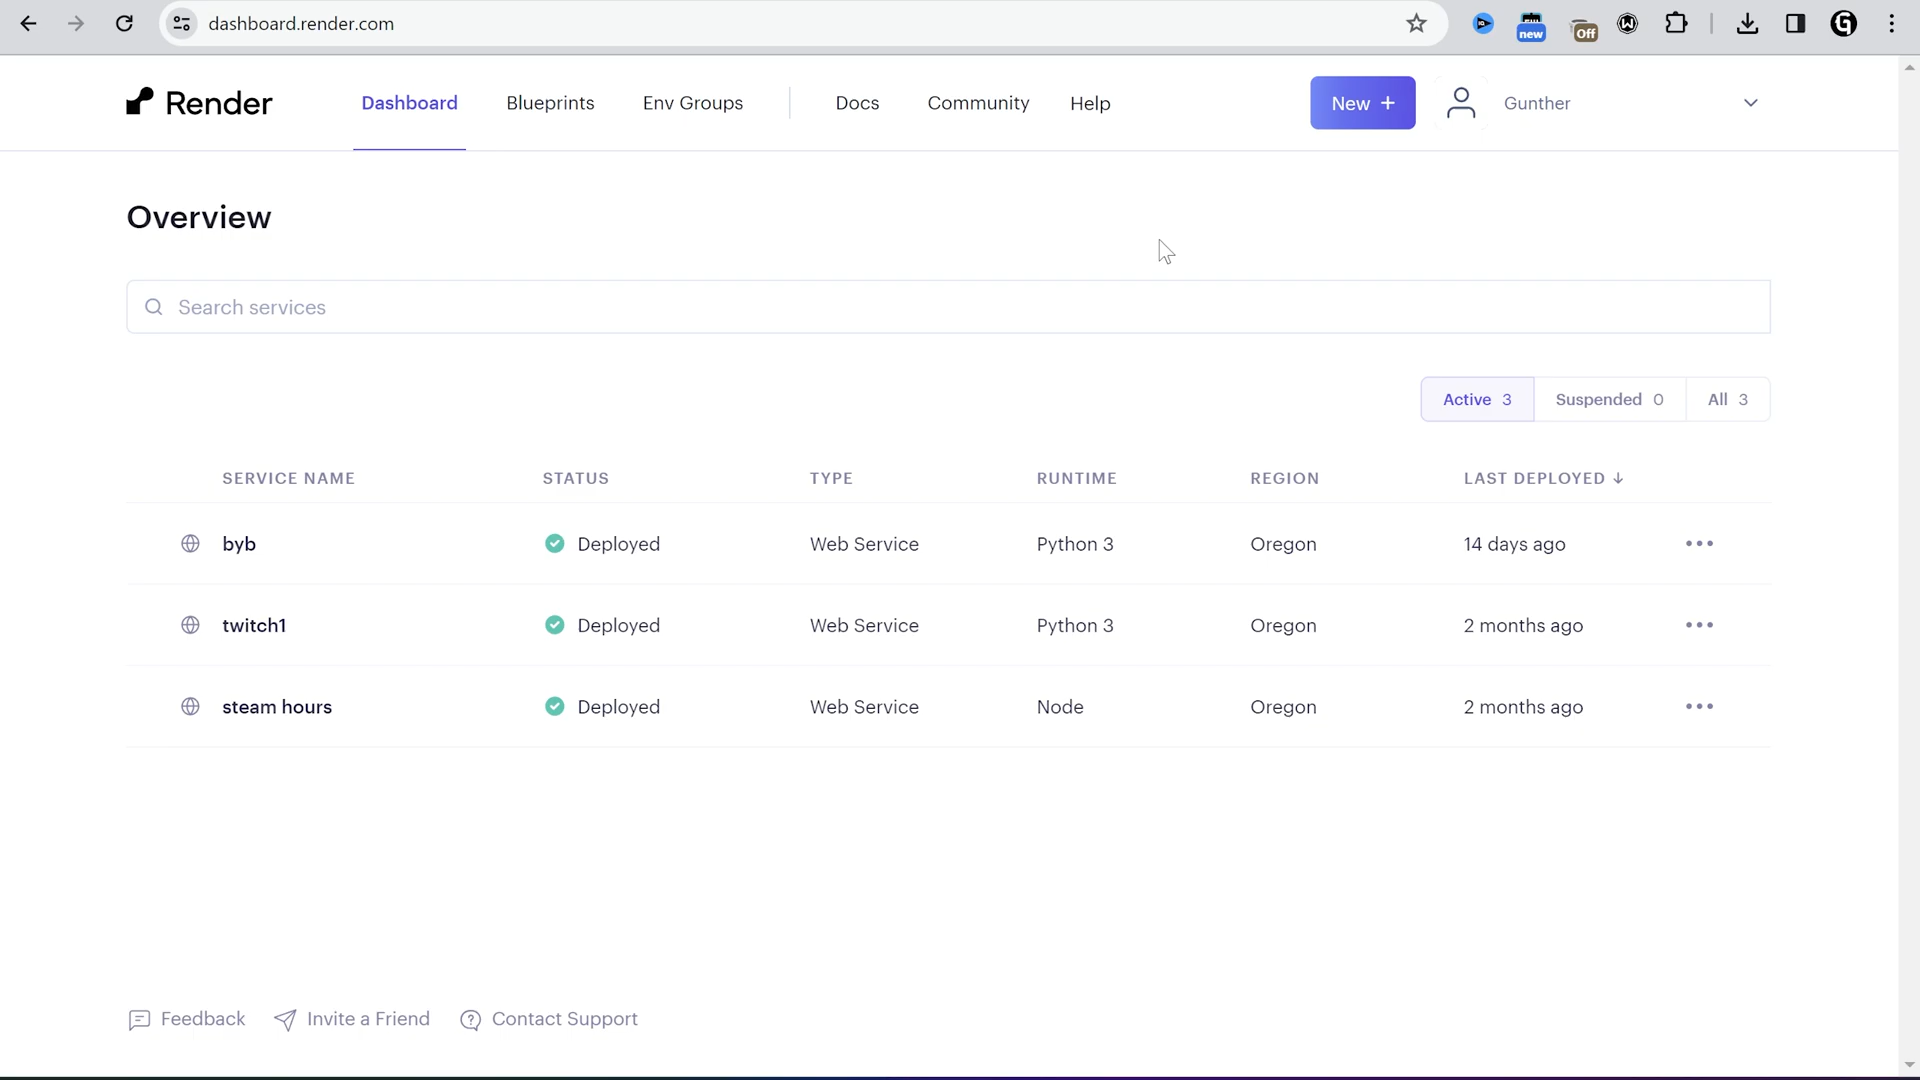 dashboard.render.com
new
Off
Render
Dashboard
Blueprints
Env Groups
Docs
Community
Help
New +
Gunther
Overview
Search services
Active 3
Suspended 0
All 3
SERVICE NAME STATUS TYPE RUNTIME REGION LAST DEPLOYED ↓
byb Deployed Web Service Python 3 Oregon 14 days ago
twitch1 Deployed Web Service Python 3 Oregon 2 months ago
steam hours Deployed Web Service Node Oregon 2 months ago
Feedback
Invite a Friend
Contact Support